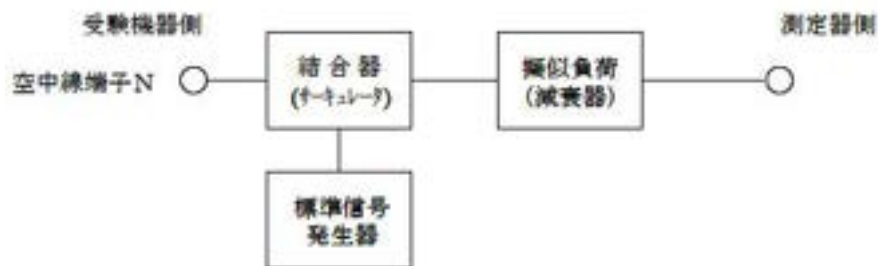 受験機器側
測定器側
空中線端子N
結合器
(サーキュレータ)
擬似負荷
(減衰器)
標準信号
発生器